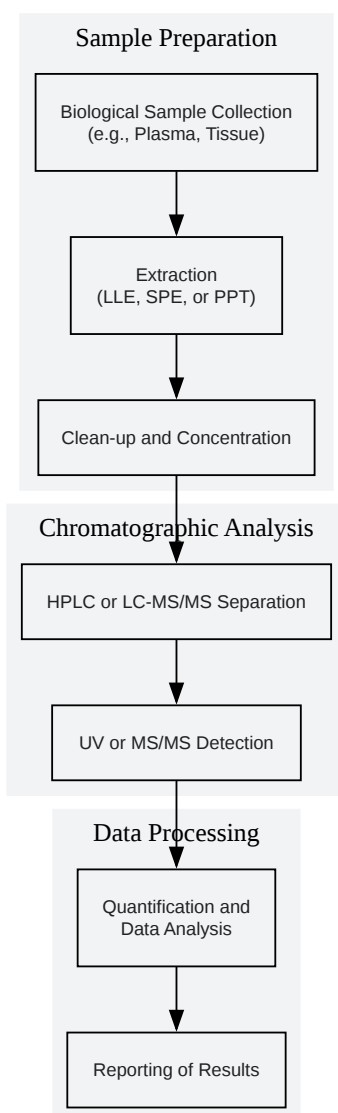 Sample Preparation
Biological Sample Collection
(e.g., Plasma, Tissue)
Extraction
(LLE, SPE, or PPT)
Clean-up and Concentration
Chromatographic Analysis
HPLC or LC-MS/MS Separation
UV or MS/MS Detection
Data Processing
Quantification and
Data Analysis
Reporting of Results